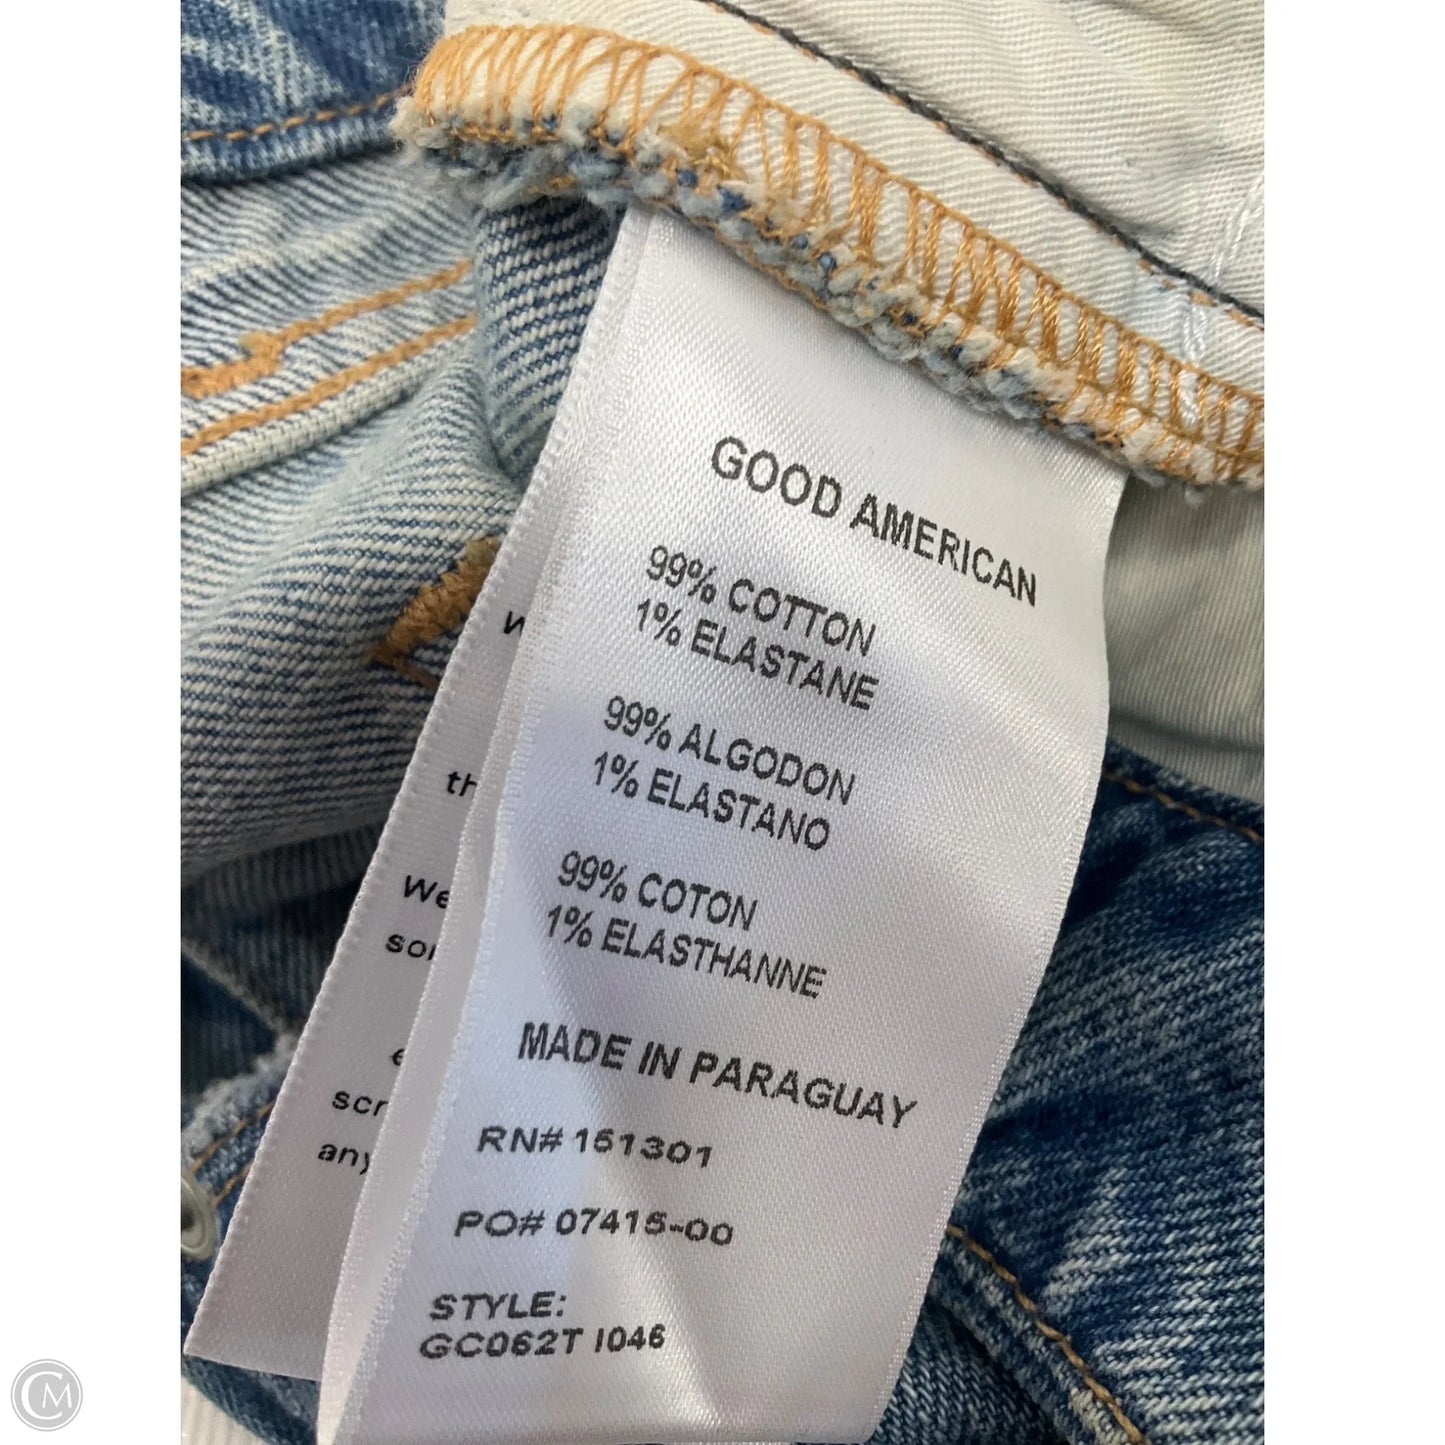 GOOD AMERICAN
99% COTTON
1% ELASTANE
99% ALGODON
1% ELASTANO
99% COTON
1% ELASTHANNE
MADE IN PARAGUAY
RN# 151301
PO# 07415-00
STYLE:
GC062T I046
CM